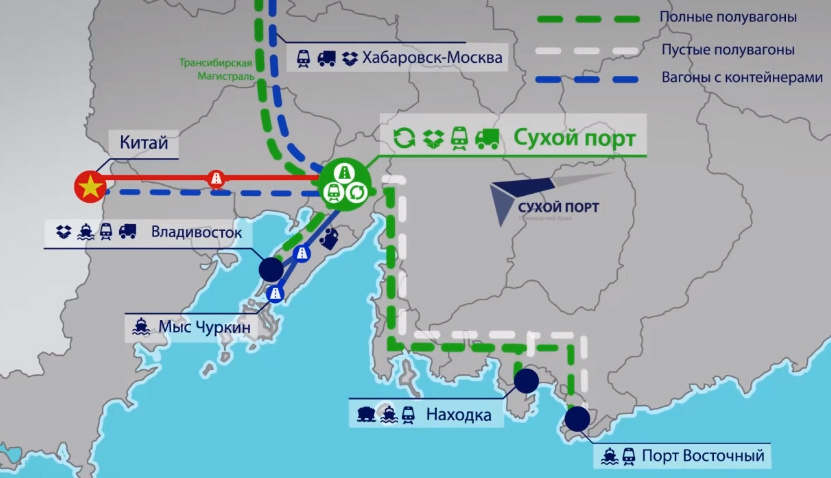 Полные полувагоны
Трансибирская
Магистраль
Хабаровск-Москва
Пустые полувагоны
Вагоны с контейнерами
Китай
Сухой порт
СУХОЙ ПОРТ
Владивосток
Мыс Чуркин
Находка
Порт Восточный